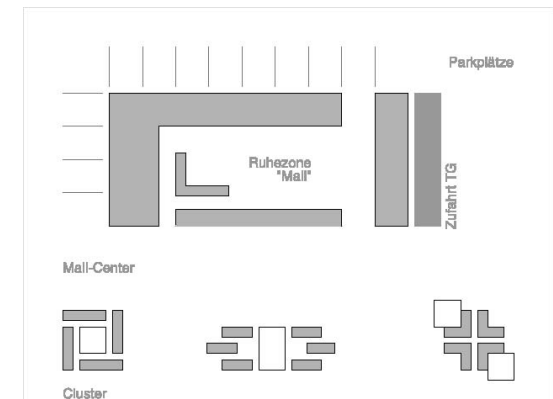 Parkplätze
Ruhezone
"Mall"
Zufahrt TG
Mall-Center
Cluster